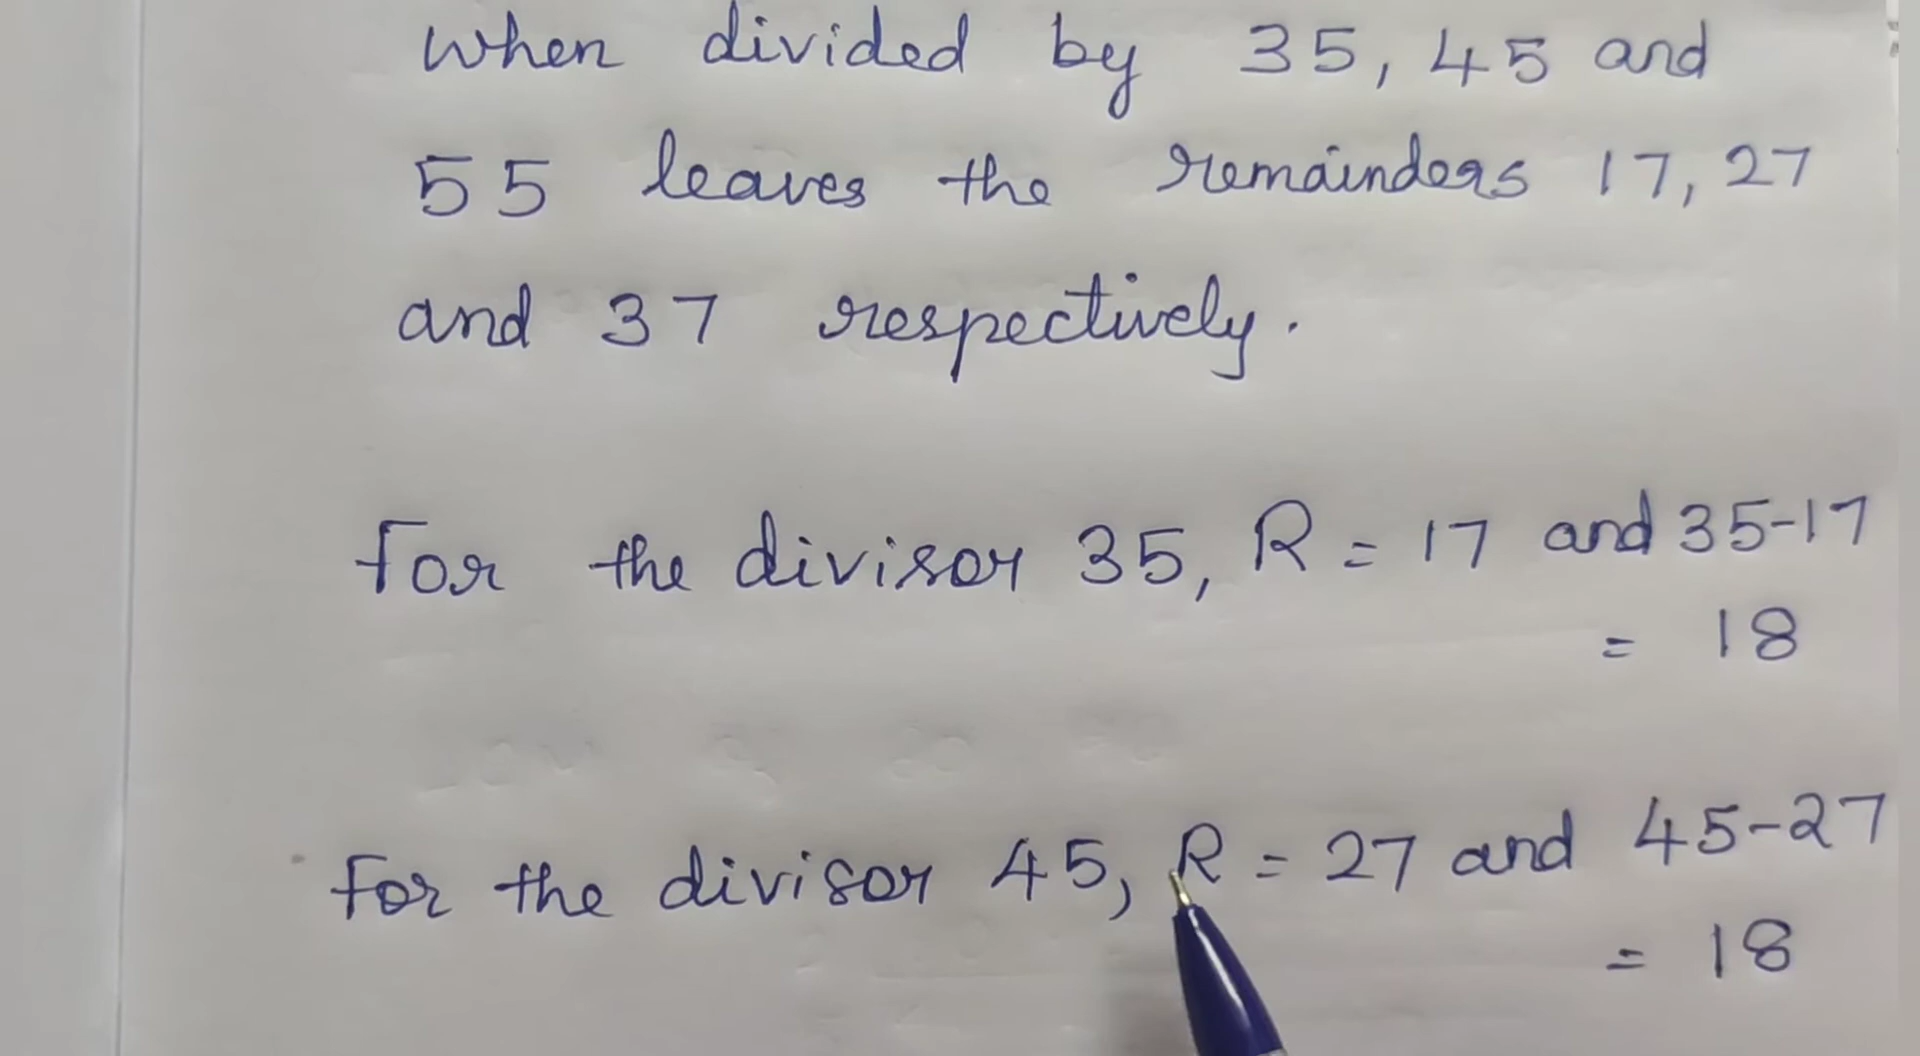 When divided by 35, 45 and
55 leaves the remainders 17, 27
and 37 respectively.
For the divisor 35, R = 17 and 35-17
= 18
For the divisor 45, R = 27 and 45-27
= 18